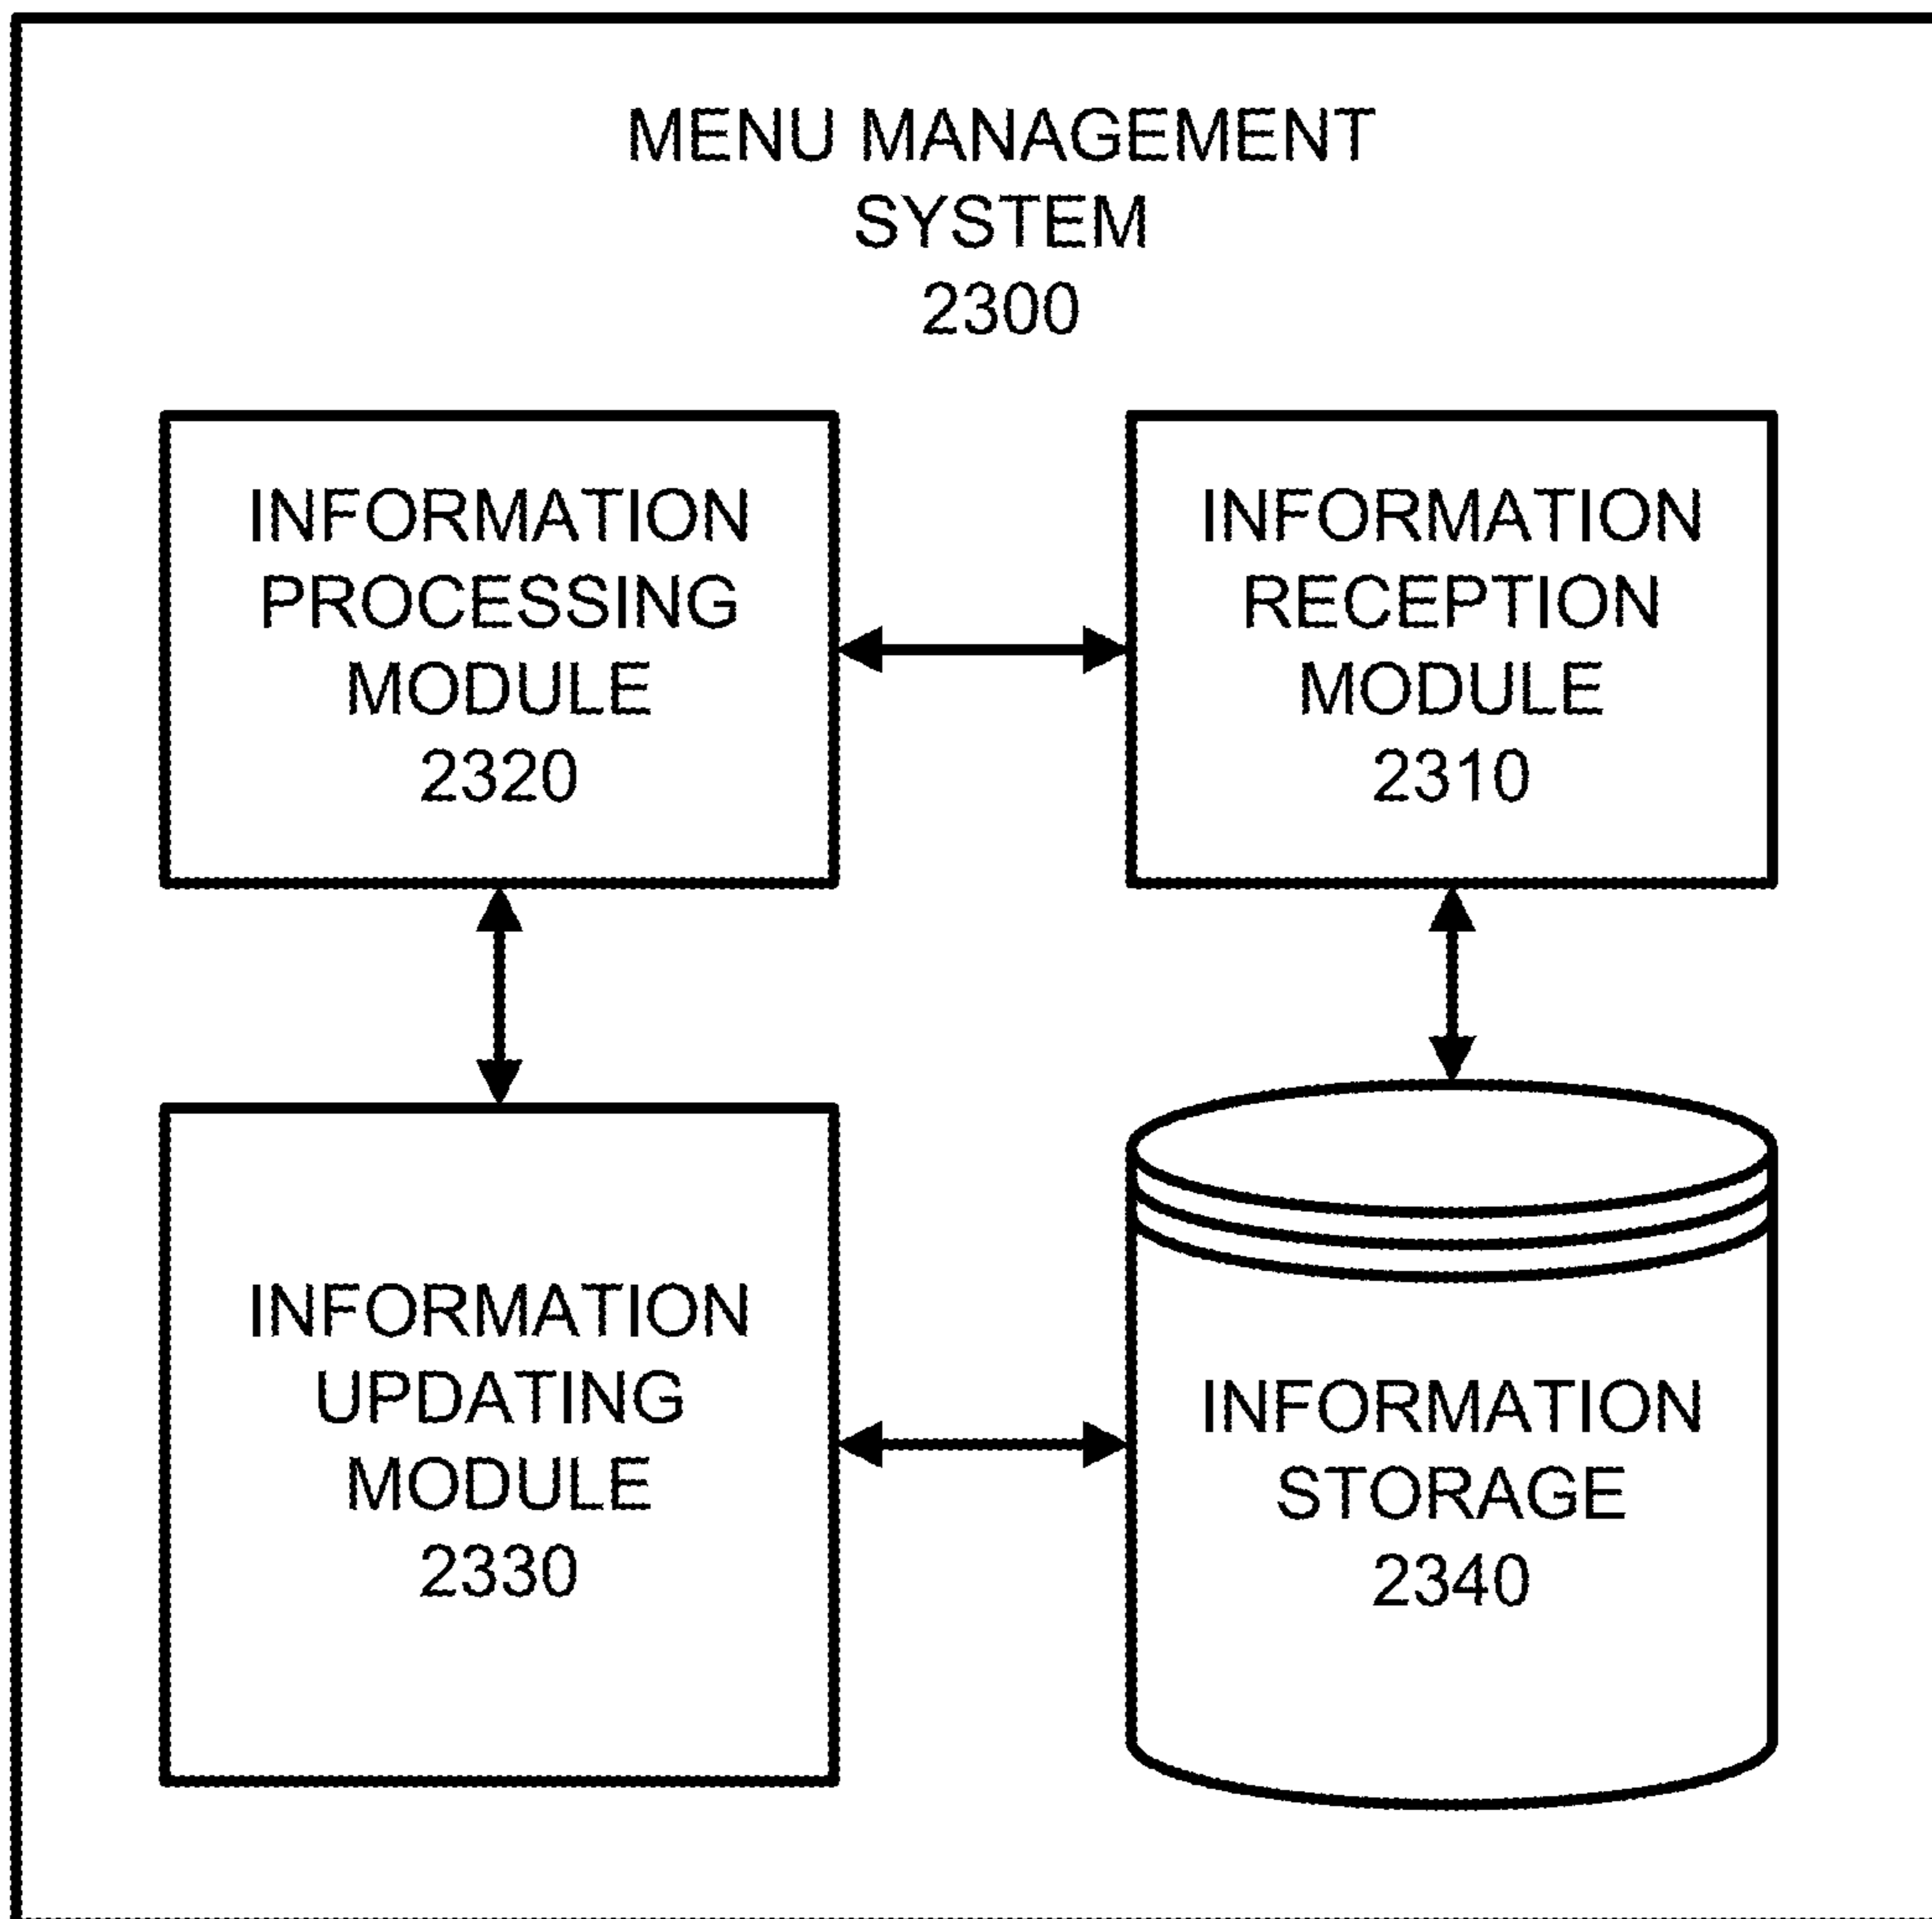 MENU MANAGEMENT
SYSTEM
2300
INFORMATION
PROCESSING
MODULE
2320
INFORMATION
RECEPTION
MODULE
2310
INFORMATION
UPDATING
MODULE
2330
INFORMATION
STORAGE
2340